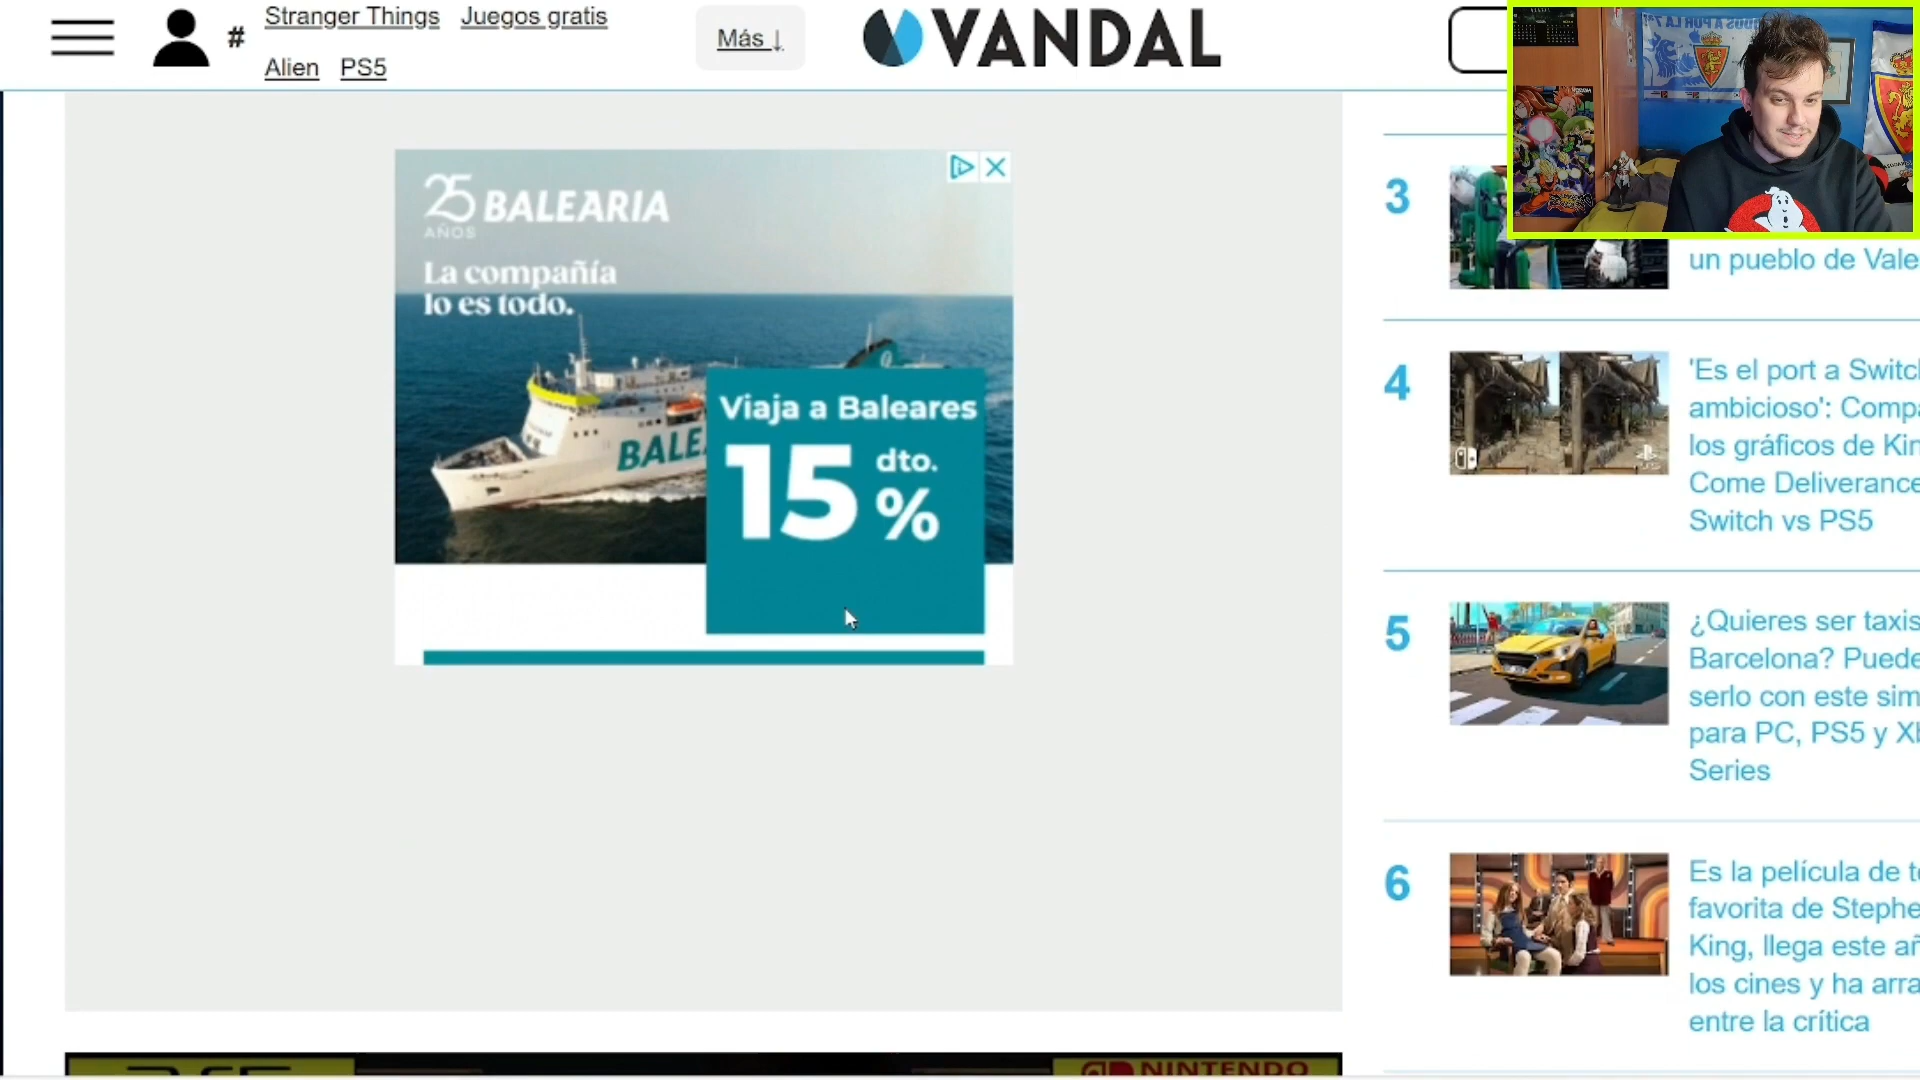 # Stranger Things Juegos gratis
Alien PS5
Más ↓
VANDAL
25 AÑOS BALEARIA
La compañía
lo es todo.
BALE
Viaja a Baleares
15 dto. %
3
un pueblo de Vale
4
'Es el port a Switc
ambicioso': Comp
los gráficos de Kin
Come Deliverance
Switch vs PS5
5
¿Quieres ser taxis
Barcelona? Puede
serlo con este sim
para PC, PS5 y X
Series
6
Es la película de t
favorita de Stephe
King, llega este añ
los cines y ha arra
entre la crítica
NINTENDO